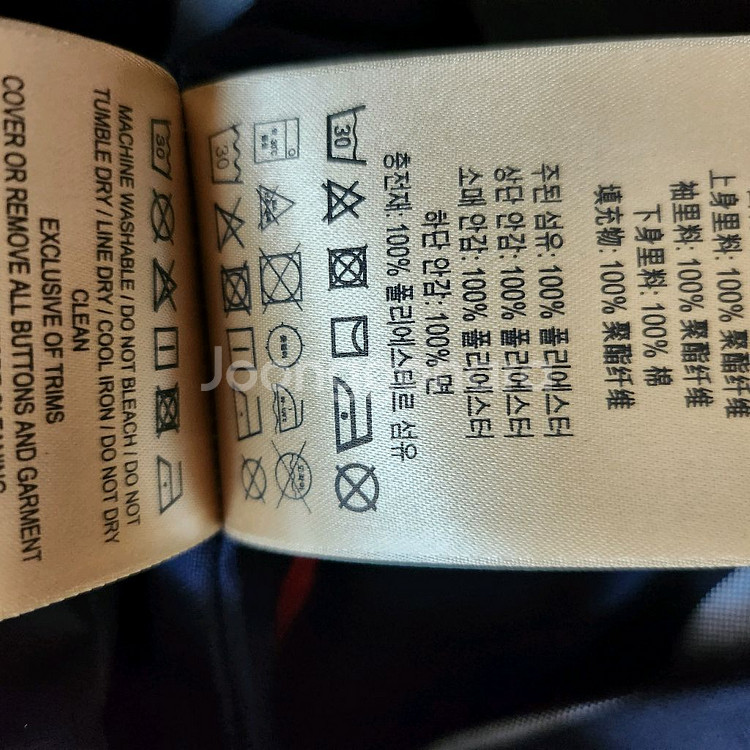 上身里料: 100% 聚酯纤维
袖里料: 100% 聚酯纤维
下身里料: 100% 棉
填充物: 100% 聚酯纤维
주된 섬유: 100% 폴리에스터
상단 안감: 100% 폴리에스터
소매 안감: 100% 폴리에스터
하단 안감: 100% 면
충전재: 100% 폴리에스테르 섬유
30
30
30
MACHINE WASHABLE / DO NOT BLEACH / DO NOT
TUMBLE DRY / LINE DRY / COOL IRON / DO NOT DRY
CLEAN
EXCLUSIVE OF TRIMS
COVER OR REMOVE ALL BUTTONS AND GARMENT